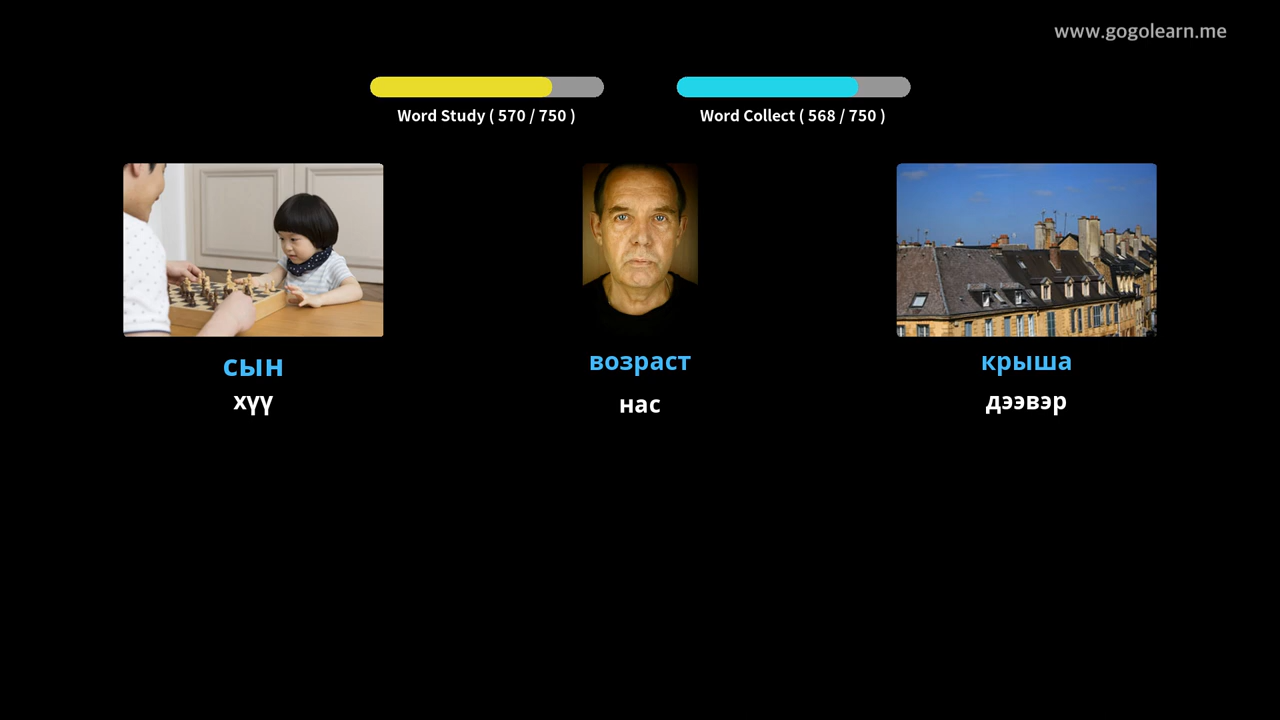 www.gogolearn.me
Word Study ( 570 / 750 )
Word Collect ( 568 / 750 )
сын
хүү
возраст
нас
крыша
дээвэр